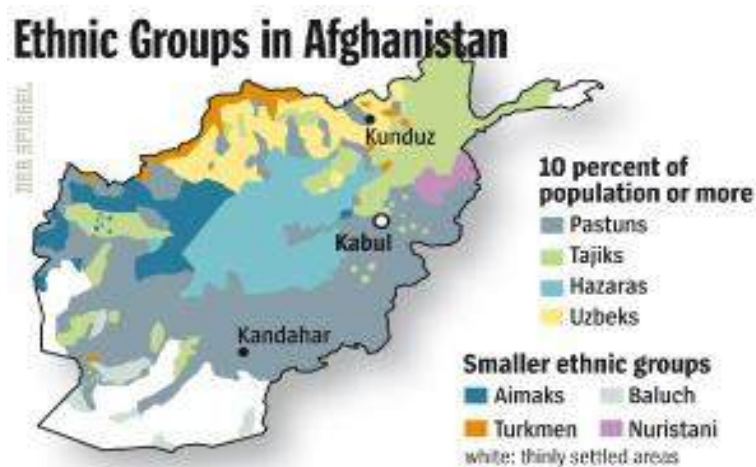 Ethnic Groups in Afghanistan
DER SPIEGEL
Kunduz
Kabul
Kandahar
10 percent of
population or more
Pastuns
Tajiks
Hazaras
Uzbeks
Smaller ethnic groups
Aimaks
Baluch
Turkmen
Nuristani
white: thinly settled areas